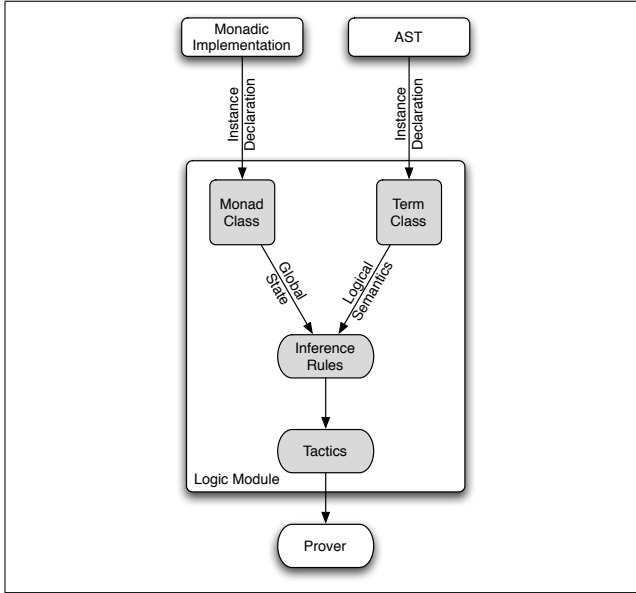 Monadic
Implementation
AST
Instance
Declaration
Instance
Declaration
Monad
Class
Term
Class
Global
State
Logical
Semantics
Inference
Rules
Tactics
Logic Module
Prover